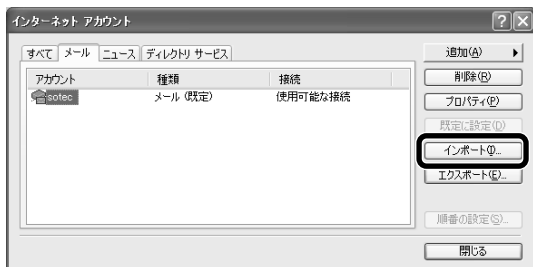 インターネット アカウント
すべて メール ニュース ディレクトリ サービス
アカウント 種類 接続
sotec メール (既定) 使用可能な接続
追加(A)
削除(R)
プロパティ(P)
既定に設定(D)
インポート(I)...
エクスポート(E)...
順番の設定(S)...
閉じる